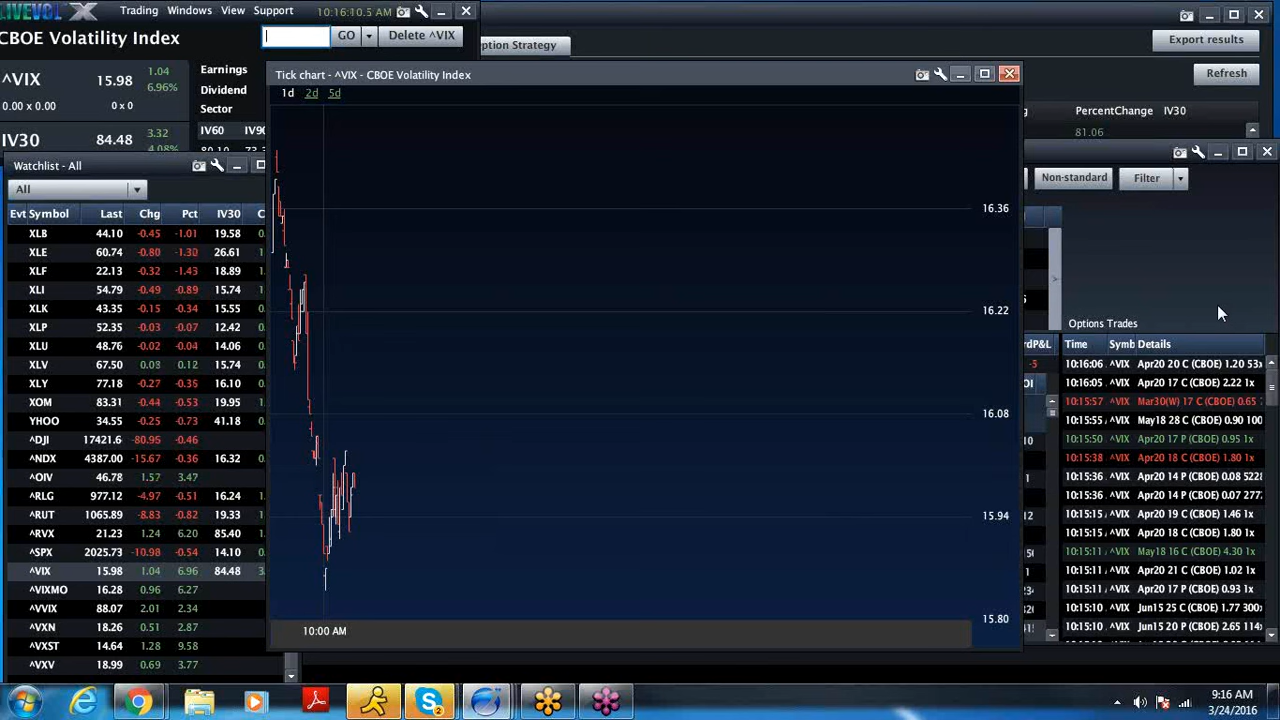 LIVEVOL X Trading Windows View Support 10:16:10.5 AM
CBOE Volatility Index GO Delete ^VIX
ption Strategy Export results
Refresh
^VIX 15.98 1.04 6.96% Earnings
0.00 x 0.00 0 x 0 Dividend
Sector
IV30 84.48 3.32 4.08% IV60 IV90
PercentChange IV30
81.06
Tick chart - ^VIX - CBOE Volatility Index
1d 2d 5d
16.36
16.22
16.08
15.94
15.80
10:00 AM
Watchlist - All
All
Evt Symbol Last Chg Pct IV30
XLB 44.10 -0.45 -1.01 19.58
XLE 60.74 -0.80 -1.30 26.61
XLF 22.13 -0.32 -1.43 18.89
XLI 54.79 -0.49 -0.89 15.74
XLK 43.35 -0.15 -0.34 15.55
XLP 52.35 -0.03 -0.07 12.42
XLU 48.76 -0.02 -0.04 14.06
XLV 67.50 0.08 0.12 15.74
XLY 77.18 -0.27 -0.35 16.10
XOM 83.31 -0.44 -0.53 19.95
YHOO 34.55 -0.25 -0.73 41.18
^DJI 17421.6 -80.95 -0.46
^NDX 4387.00 -15.67 -0.36 16.32
^OIV 46.78 1.57 3.47
^RLG 977.12 -4.97 -0.51 16.24
^RUT 1065.89 -8.83 -0.82 19.33
^RVX 21.23 1.24 6.20 85.40
^SPX 2025.73 -10.98 -0.54 14.10
^VIX 15.98 1.04 6.96 84.48
^VIXMO 16.28 0.96 6.27
^VVIX 88.07 2.01 2.34
^VXN 18.26 0.51 2.87
^VXST 14.64 1.28 9.58
^VXV 18.99 0.69 3.77
Non-standard Filter
Options Trades
Time Symb Details
10:16:06 ^VIX Apr20 20 C (CBOE) 1.20 53x
10:16:05 ^VIX Apr20 17 C (CBOE) 2.22 1x
10:15:57 ^VIX Mar30(W) 17 C (CBOE) 0.65
10:15:55 ^VIX May18 28 C (CBOE) 0.90 100
10:15:50 ^VIX Apr20 17 P (CBOE) 0.95 1x
10:15:38 ^VIX Apr20 18 C (CBOE) 1.80 1x
10:15:36 ^VIX Apr20 14 P (CBOE) 0.08 522
10:15:36 ^VIX Apr20 14 P (CBOE) 0.07 277
10:15:15 ^VIX Apr20 19 C (CBOE) 1.46 1x
10:15:12 ^VIX Apr20 18 C (CBOE) 1.80 1x
10:15:11 ^VIX May18 16 C (CBOE) 4.30 1x
10:15:11 ^VIX Apr20 21 C (CBOE) 1.02 1x
10:15:11 ^VIX Apr20 17 P (CBOE) 0.93 1x
10:15:10 ^VIX Jun15 25 C (CBOE) 1.77 300
10:15:10 ^VIX Jun15 20 P (CBOE) 2.65 114
9:16 AM
3/24/2016